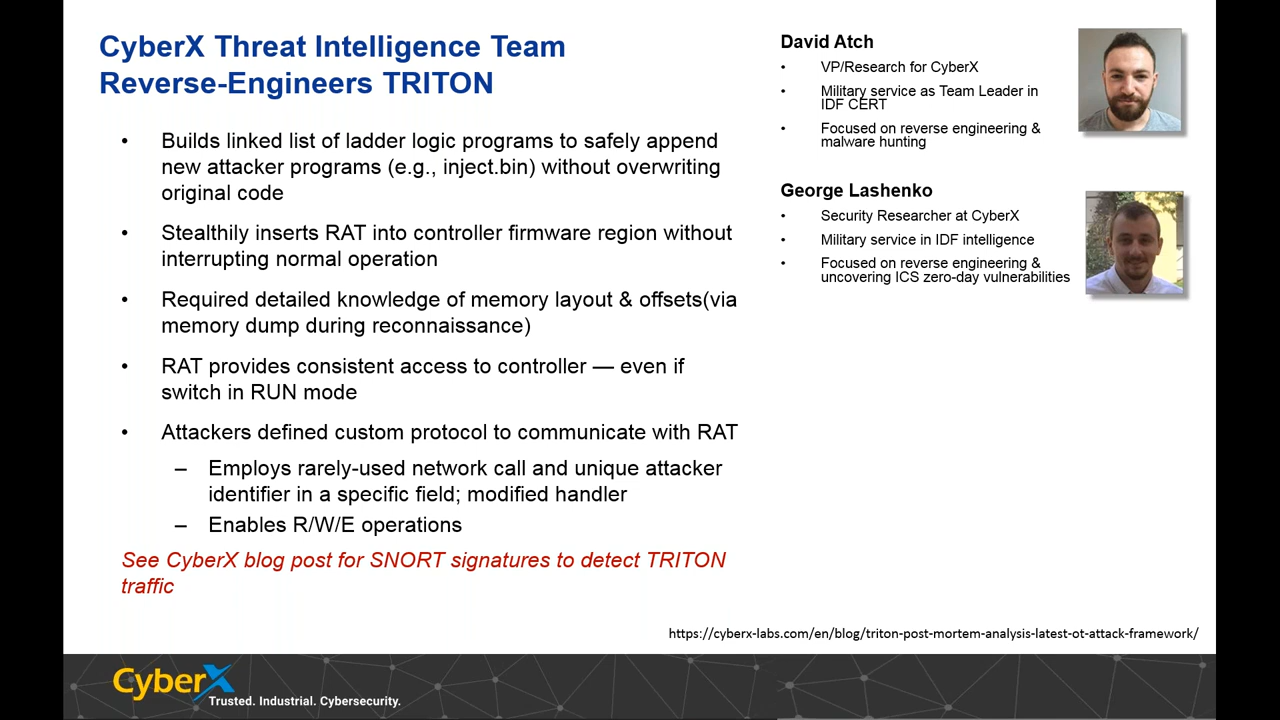 CyberX Threat Intelligence Team
Reverse-Engineers TRITON
• Builds linked list of ladder logic programs to safely append
new attacker programs (e.g., inject.bin) without overwriting
original code
• Stealthily inserts RAT into controller firmware region without
interrupting normal operation
• Required detailed knowledge of memory layout & offsets(via
memory dump during reconnaissance)
• RAT provides consistent access to controller — even if
switch in RUN mode
• Attackers defined custom protocol to communicate with RAT
– Employs rarely-used network call and unique attacker
identifier in a specific field; modified handler
– Enables R/W/E operations
See CyberX blog post for SNORT signatures to detect TRITON
traffic
David Atch
• VP/Research for CyberX
• Military service as Team Leader in
IDF CERT
• Focused on reverse engineering &
malware hunting
George Lashenko
• Security Researcher at CyberX
• Military service in IDF intelligence
• Focused on reverse engineering &
uncovering ICS zero-day vulnerabilities
https://cyberx-labs.com/en/blog/triton-post-mortem-analysis-latest-ot-attack-framework/
CyberX
Trusted. Industrial. Cybersecurity.